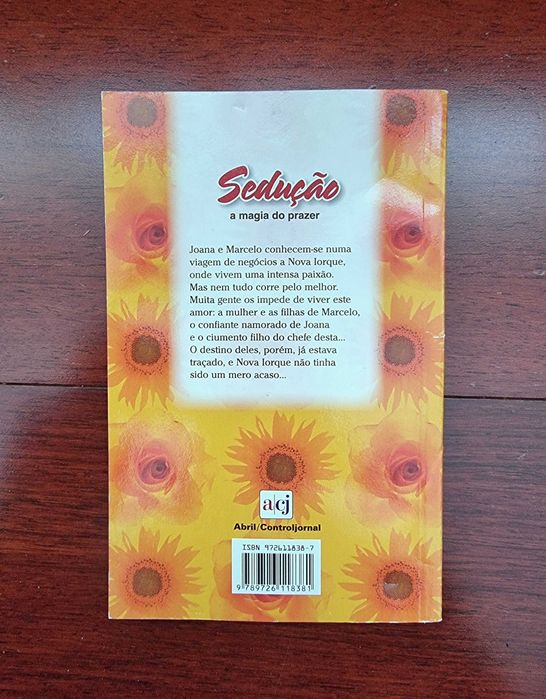 Sedução
a magia do prazer
Joana e Marcelo conhecem-se numa
viagem de negócios a Nova Iorque,
onde vivem uma intensa paixão.
Mas nem tudo corre pelo melhor.
Muita gente os impede de viver este
amor: a mulher e as filhas de Marcelo,
o confiante namorado de Joana
e o ciumento filho do chefe desta...
O destino deles, porém, já estava
traçado, e Nova Iorque não tinha
sido um mero acaso...
a/cj
Abril/Controljornal
ISBN 972611838-7
9 789726 118381